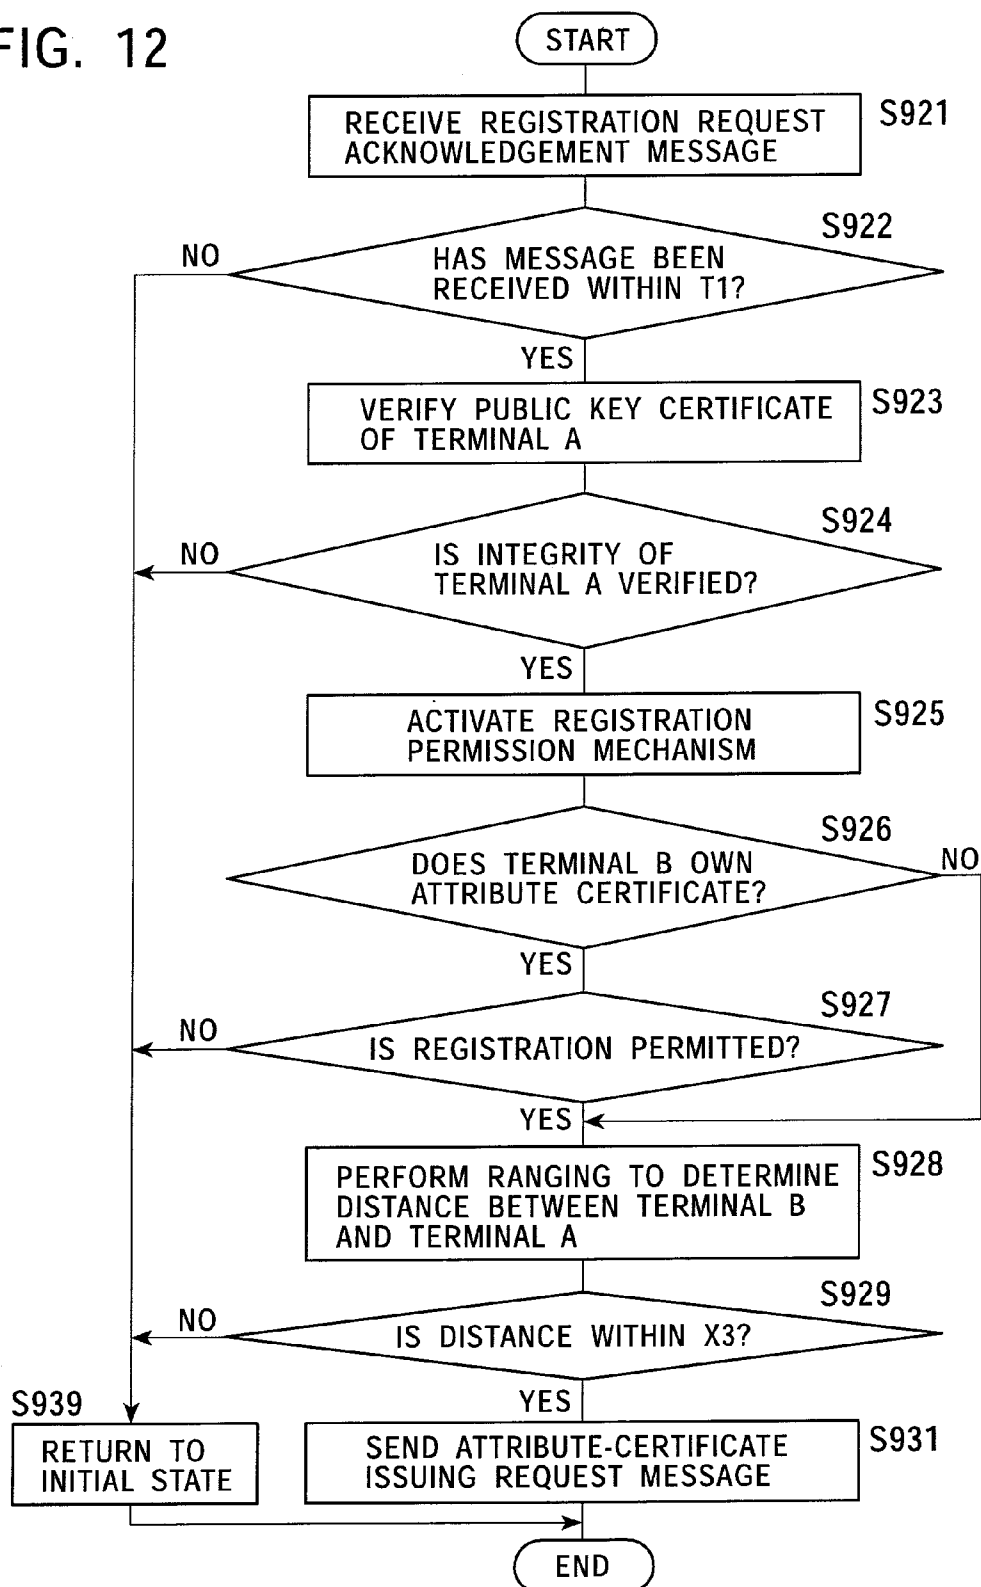 FIG. 12
START
RECEIVE REGISTRATION REQUEST
ACKNOWLEDGEMENT MESSAGE
S921
S922
NO
HAS MESSAGE BEEN
RECEIVED WITHIN T1?
YES
VERIFY PUBLIC KEY CERTIFICATE
OF TERMINAL A
S923
S924
NO
IS INTEGRITY OF
TERMINAL A VERIFIED?
YES
ACTIVATE REGISTRATION
PERMISSION MECHANISM
S925
S926
DOES TERMINAL B OWN
ATTRIBUTE CERTIFICATE?
NO
YES
S927
NO
IS REGISTRATION PERMITTED?
YES
PERFORM RANGING TO DETERMINE
DISTANCE BETWEEN TERMINAL B
AND TERMINAL A
S928
S929
NO
IS DISTANCE WITHIN X3?
YES
S939
RETURN TO
INITIAL STATE
SEND ATTRIBUTE-CERTIFICATE
ISSUING REQUEST MESSAGE
S931
END